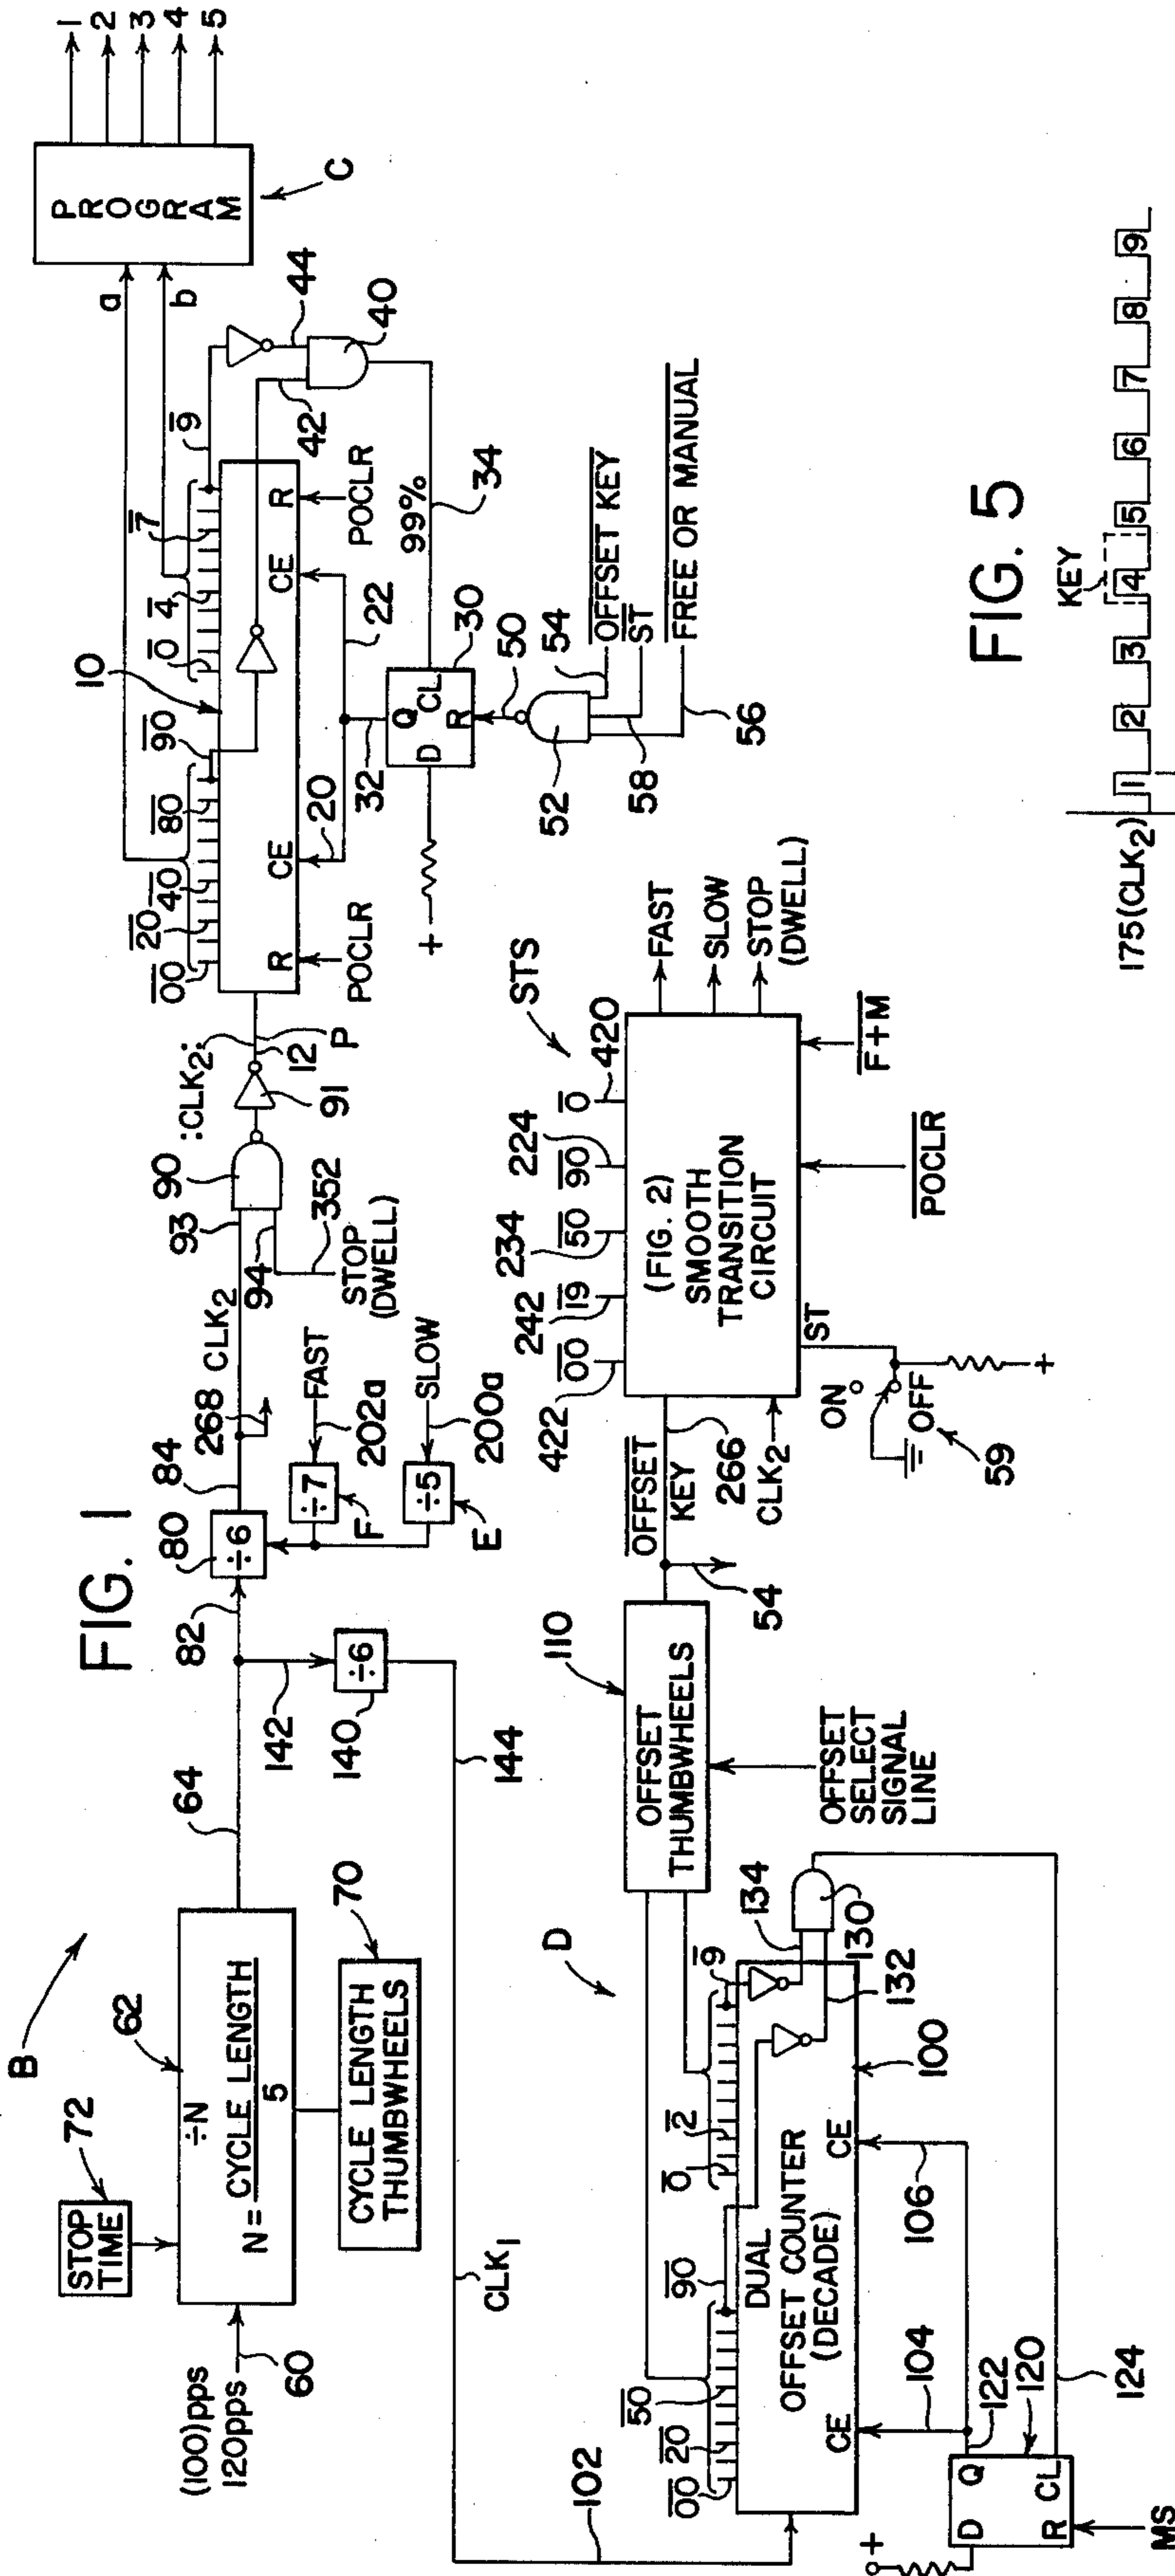 FIG. 1
B
72
STOP
TIME
62
÷N
N = CYCLE LENGTH
5
(100)pps
120pps
60
70
CYCLE LENGTH
THUMBWHEELS
64
142
÷6
140
144
CLK1
82
80
÷6
84
268
CLK2
÷7
F
FAST
202a
÷5
E
SLOW
200a
93
94
90
352
STOP
(DWELL)
91
:CLK2:
12
P
10
00
20
40
80
90
0
4
7
9
R
CE
CE
R
POCLR
POCLR
20
22
42
44
40
a
b
PROGRAM
C
1
2
3
4
5
99%
34
32
30
D
Q
CL
R
+
50
52
54
58
56
OFFSET KEY
ST
FREE OR MANUAL
102
D
00
20
50
90
0
2
9
DUAL
OFFSET COUNTER
(DECADE)
CE
CE
100
104
106
134
132
130
124
122
120
D
Q
CL
R
+
MS
110
OFFSET
THUMBWHEELS
OFFSET
SELECT
SIGNAL
LINE
54
OFFSET
KEY
266
CLK2
STS
422
242
234
224
420
00
19
50
90
0
(FIG. 2)
SMOOTH
TRANSITION
CIRCUIT
ST
ON
OFF
59
+
POCLR
F+M
FAST
SLOW
STOP
(DWELL)
FIG. 5
KEY
175(CLK2)
1 2 3 4 5 6 7 8 9